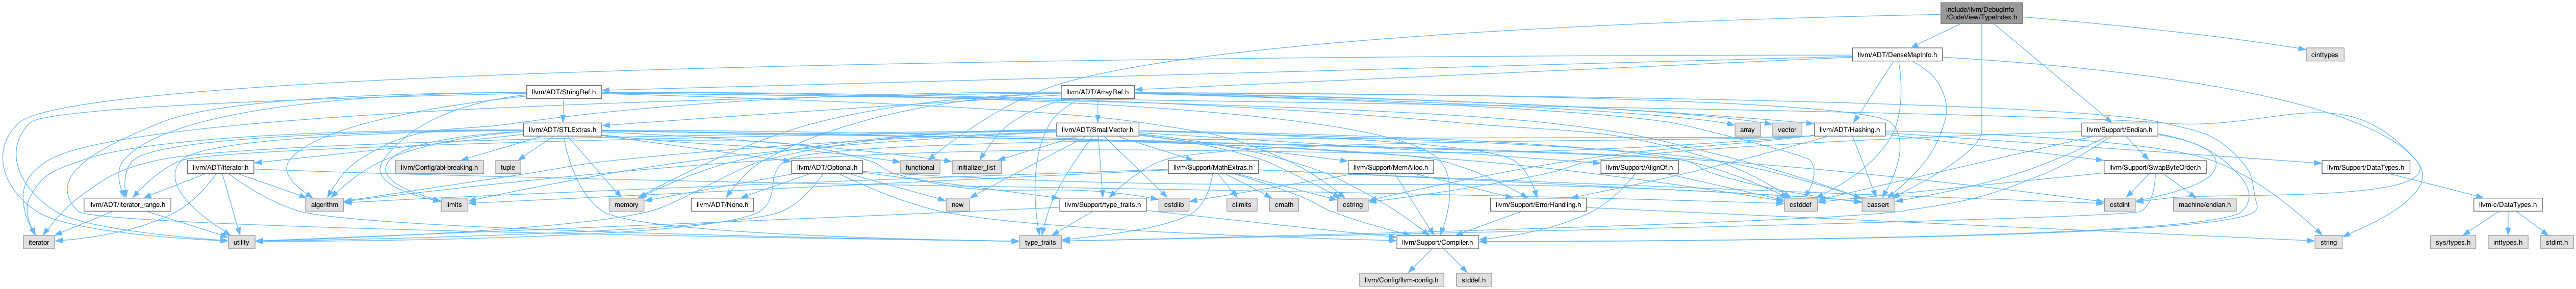 include/llvm/DebugInfo
/CodeView/TypeIndex.h
llvm/ADT/DenseMapInfo.h
cinttypes
llvm/ADT/StringRef.h
llvm/ADT/ArrayRef.h
llvm/ADT/STLExtras.h
llvm/ADT/SmallVector.h
array
vector
llvm/ADT/Hashing.h
llvm/Support/Endian.h
llvm/ADT/iterator.h
llvm/Config/abi-breaking.h
tuple
llvm/ADT/Optional.h
functional
initializer_list
llvm/Support/MathExtras.h
llvm/Support/MemAlloc.h
llvm/Support/AlignOf.h
llvm/Support/SwapByteOrder.h
llvm/Support/DataTypes.h
llvm/ADT/iterator_range.h
algorithm
limits
memory
llvm/ADT/None.h
new
llvm/Support/type_traits.h
cstdlib
climits
cmath
cstring
llvm/Support/ErrorHandling.h
cstddef
cassert
cstdint
machine/endian.h
llvm-c/DataTypes.h
iterator
utility
type_traits
llvm/Support/Compiler.h
string
sys/types.h
inttypes.h
stdint.h
llvm/Config/llvm-config.h
stddef.h